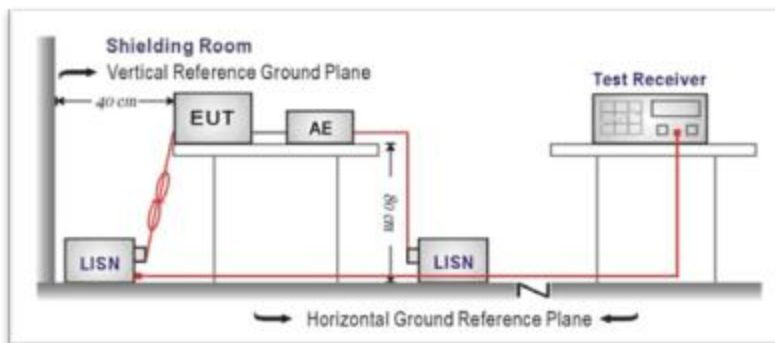 Shielding Room
Vertical Reference Ground Plane
Test Receiver
40 cm
EUT
AE
80 cm
LISN
LISN
Horizontal Ground Reference Plane